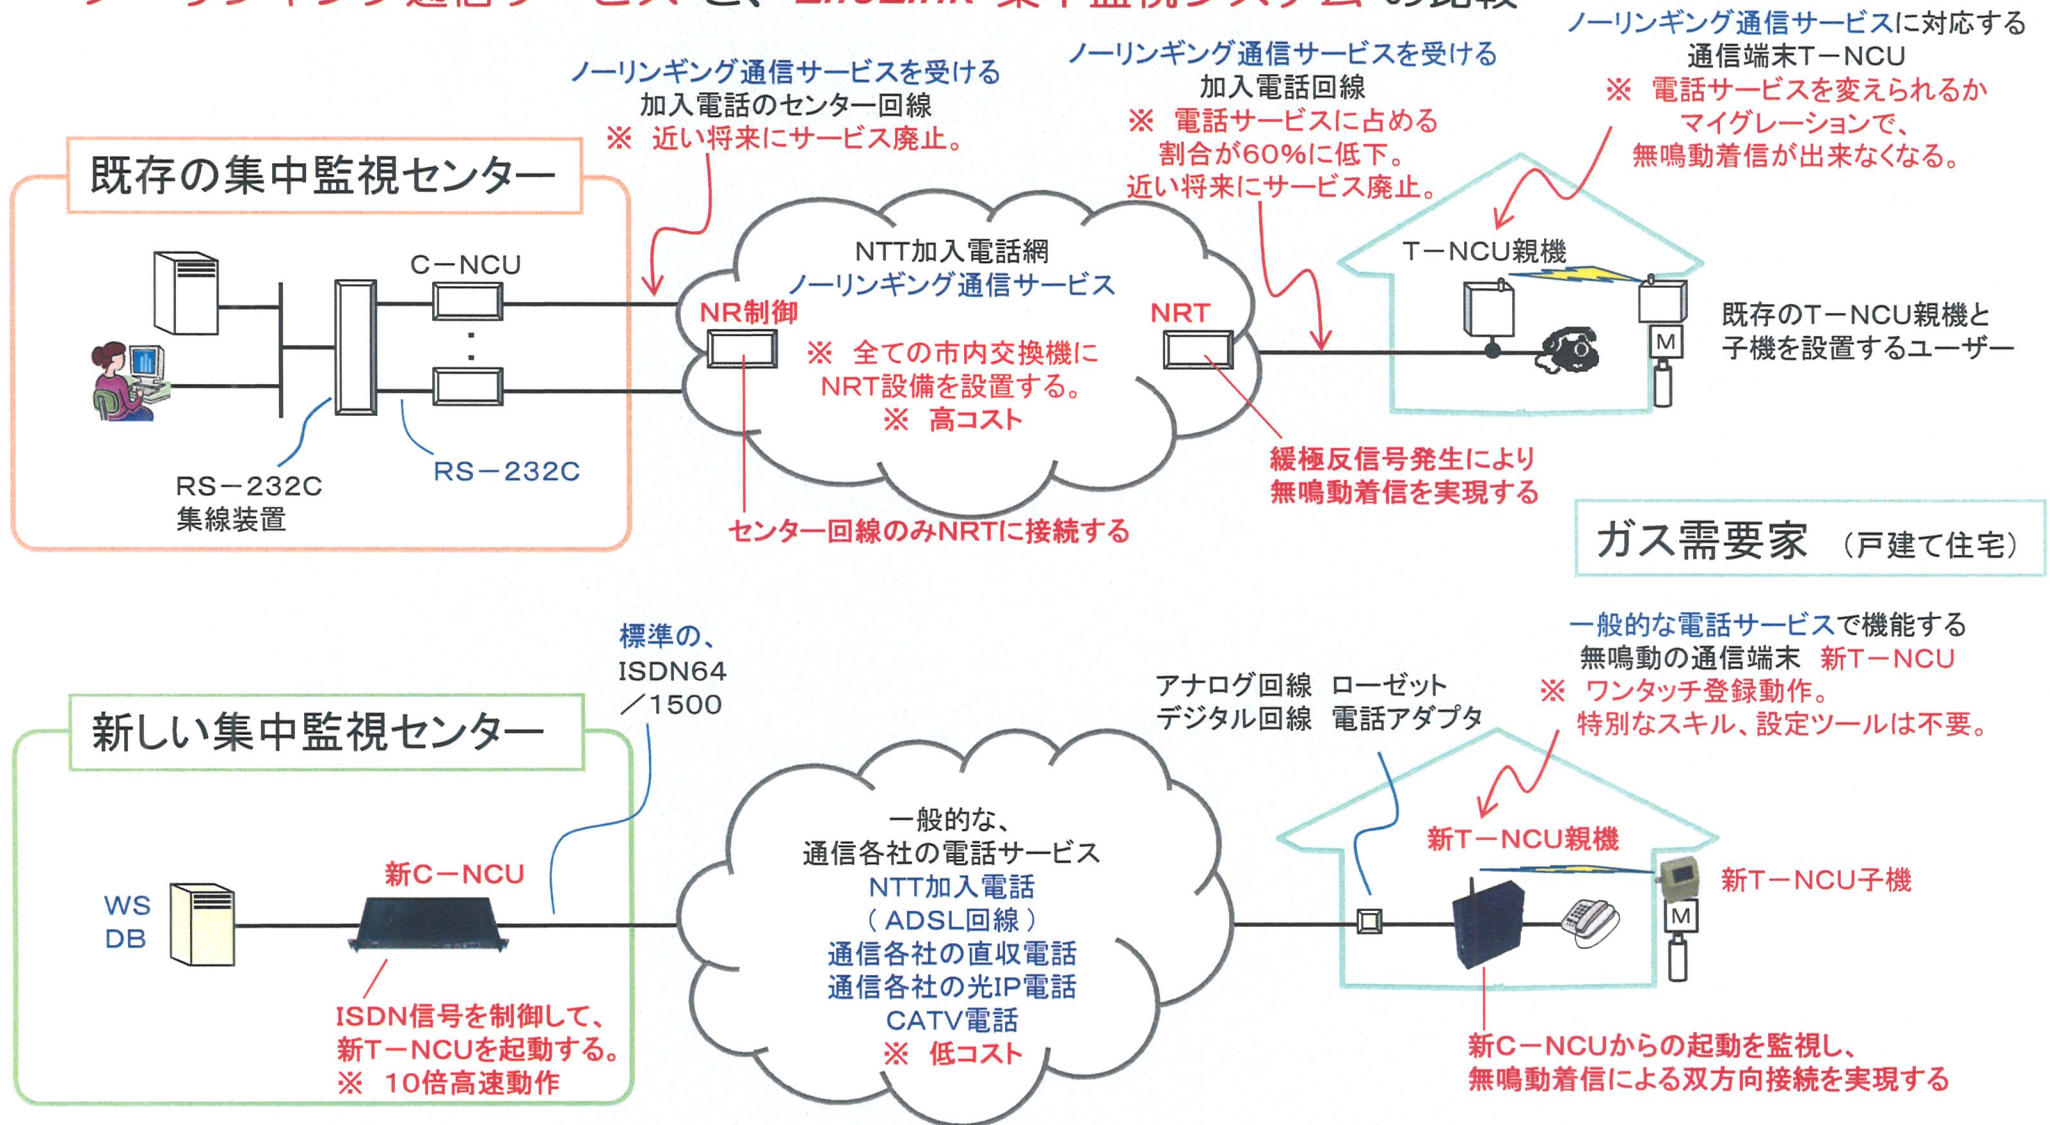 ノーリンギング通信サービス と、EneLink 集中監視システム の比較
ノーリンギング通信サービスに対応する
通信端末T－NCU
※ 電話サービスを変えられるか
マイグレーションで、
無鳴動着信が出来なくなる。
ノーリンギング通信サービスを受ける
加入電話のセンター回線
※ 近い将来にサービス廃止。
ノーリンギング通信サービスを受ける
加入電話回線
※ 電話サービスに占める
割合が60%に低下。
近い将来にサービス廃止。
既存の集中監視センター
C－NCU
：
RS－232C
集線装置
RS－232C
NTT加入電話網
ノーリンギング通信サービス
NR制御
NRT
※ 全ての市内交換機に
NRT設備を設置する。
※ 高コスト
センター回線のみNRTに接続する
緩極反信号発生により
無鳴動着信を実現する
T－NCU親機
M
既存のT－NCU親機と
子機を設置するユーザー
ガス需要家 （戸建て住宅）
新しい集中監視センター
標準の、
ISDN64
／1500
WS
DB
新C－NCU
ISDN信号を制御して、
新T－NCUを起動する。
※ 10倍高速動作
一般的な、
通信各社の電話サービス
NTT加入電話
（ADSL回線）
通信各社の直収電話
通信各社の光IP電話
CATV電話
※ 低コスト
アナログ回線 ローゼット
デジタル回線 電話アダプタ
一般的な電話サービスで機能する
無鳴動の通信端末 新T－NCU
※ ワンタッチ登録動作。
特別なスキル、設定ツールは不要。
新T－NCU親機
新T－NCU子機
M
新C－NCUからの起動を監視し、
無鳴動着信による双方向接続を実現する